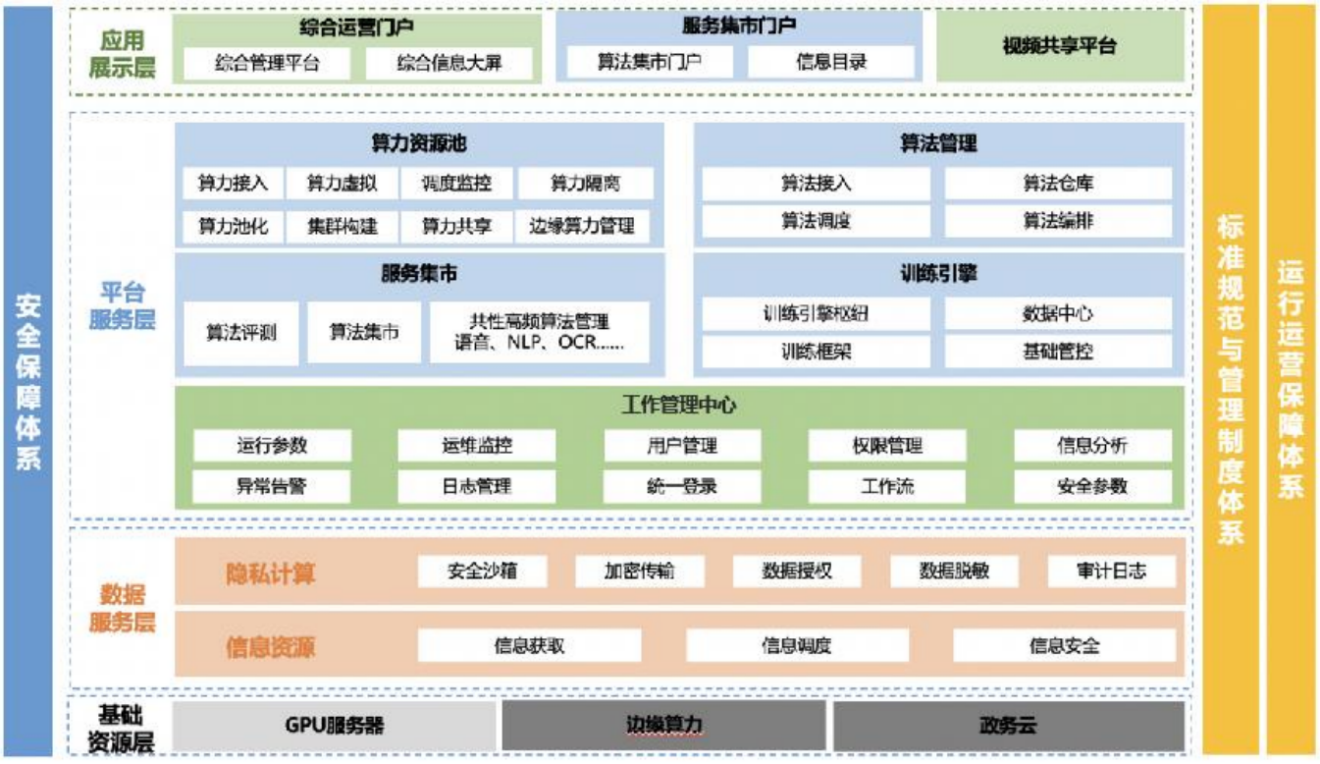 安全保障体系
应用
展示层
综合运营门户
综合管理平台
综合信息大屏
服务集市门户
算法集市门户
信息目录
视频共享平台
平台
服务层
算力资源池
算力接入
算力虚拟
调度监控
算力隔离
算力池化
集群构建
算力共享
边缘算力管理
算法管理
算法接入
算法仓库
算法调度
算法编排
服务集市
算法评测
算法集市
共性高频算法管理
语音、NLP、OCR……
训练引擎
训练引擎枢纽
数据中心
训练框架
基础管控
工作管理中心
运行参数
运维监控
用户管理
权限管理
信息分析
异常告警
日志管理
统一登录
工作流
安全参数
数据
服务层
隐私计算
安全沙箱
加密传输
数据授权
数据脱敏
审计日志
信息资源
信息获取
信息调度
信息安全
基础
资源层
GPU服务器
边缘算力
政务云
标准规范与管理制度体系
运行运营保障体系